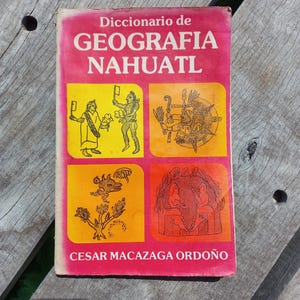 Diccionario de
GEOGRAFIA
NAHUATL
CESAR MACAZAGA ORDOÑO